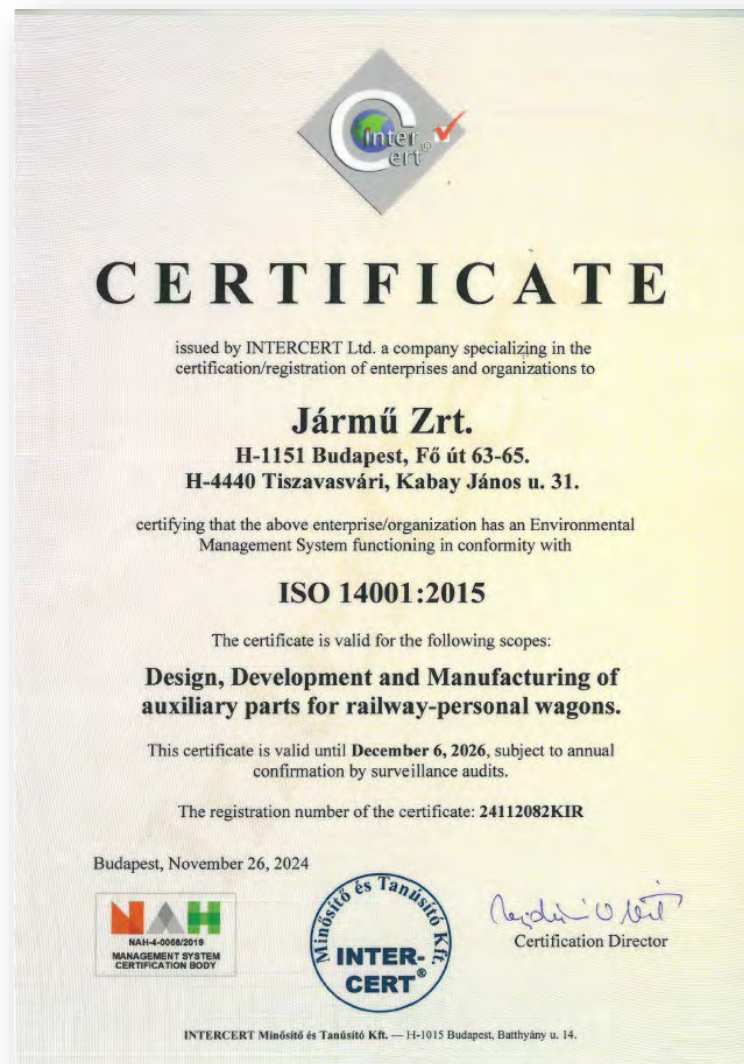 Inter
Cert®
CERTIFICATE
issued by INTERCERT Ltd. a company specializing in the
certification/registration of enterprises and organizations to
Jármű Zrt.
H-1151 Budapest, Fő út 63-65.
H-4440 Tiszavasvári, Kabay János u. 31.
certifying that the above enterprise/organization has an Environmental
Management System functioning in conformity with
ISO 14001:2015
The certificate is valid for the following scopes:
Design, Development and Manufacturing of
auxiliary parts for railway-personal wagons.
This certificate is valid until December 6, 2026, subject to annual
confirmation by surveillance audits.
The registration number of the certificate: 24112082KIR
Budapest, November 26, 2024
NAH
NAH-4-0068/2019
MANAGEMENT SYSTEM
CERTIFICATION BODY
Minősítő és Tanúsító Kft.
INTER-
CERT®
Certification Director
INTERCERT Minősítő és Tanúsító Kft. — H-1015 Budapest, Batthyány u. 14.